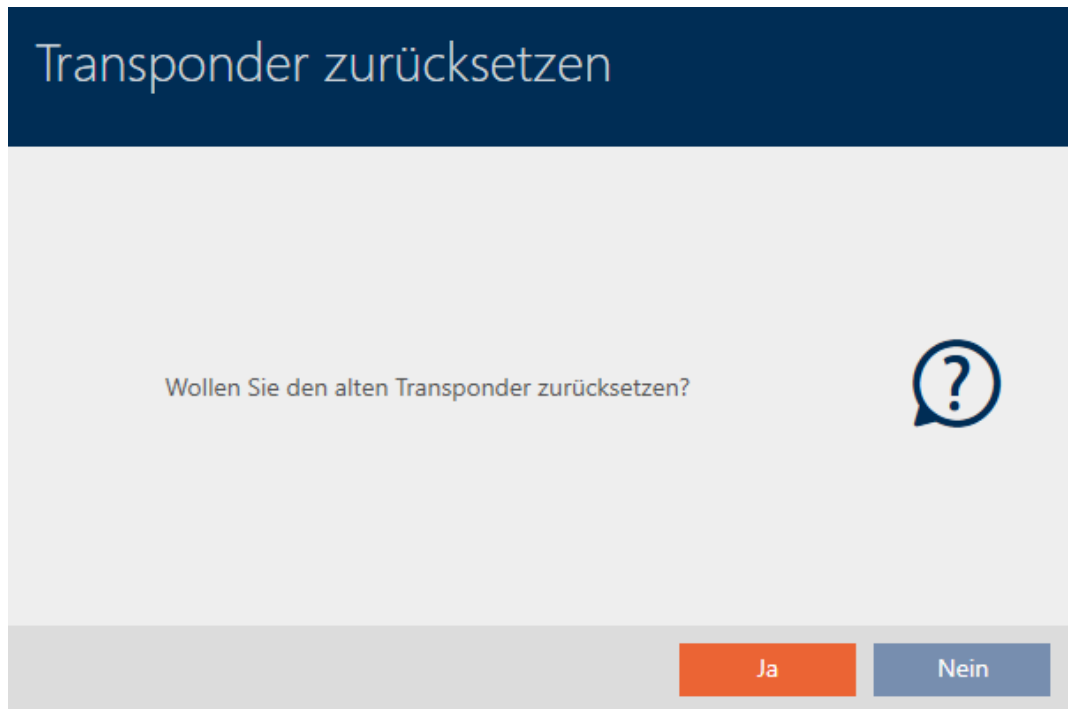 Transponder zurücksetzen
Wollen Sie den alten Transponder zurücksetzen?
?
Ja
Nein